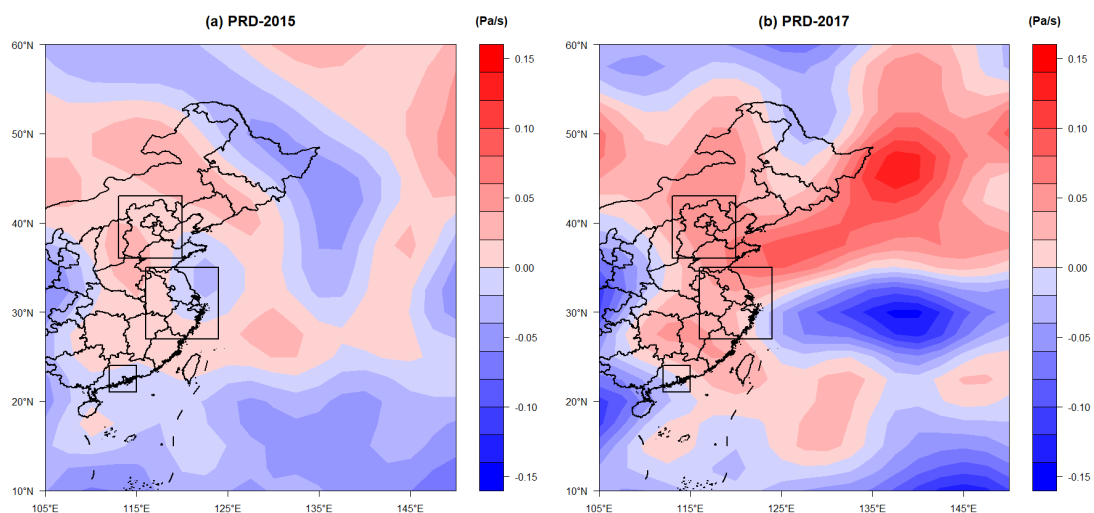 (a) PRD-2015
(Pa/s)
(b) PRD-2017
(Pa/s)
60°N
50°N
40°N
30°N
20°N
10°N
105°E
115°E
125°E
135°E
145°E
0.15
0.10
0.05
0.00
-0.05
-0.10
-0.15
60°N
50°N
40°N
30°N
20°N
10°N
105°E
115°E
125°E
135°E
145°E
0.15
0.10
0.05
0.00
-0.05
-0.10
-0.15